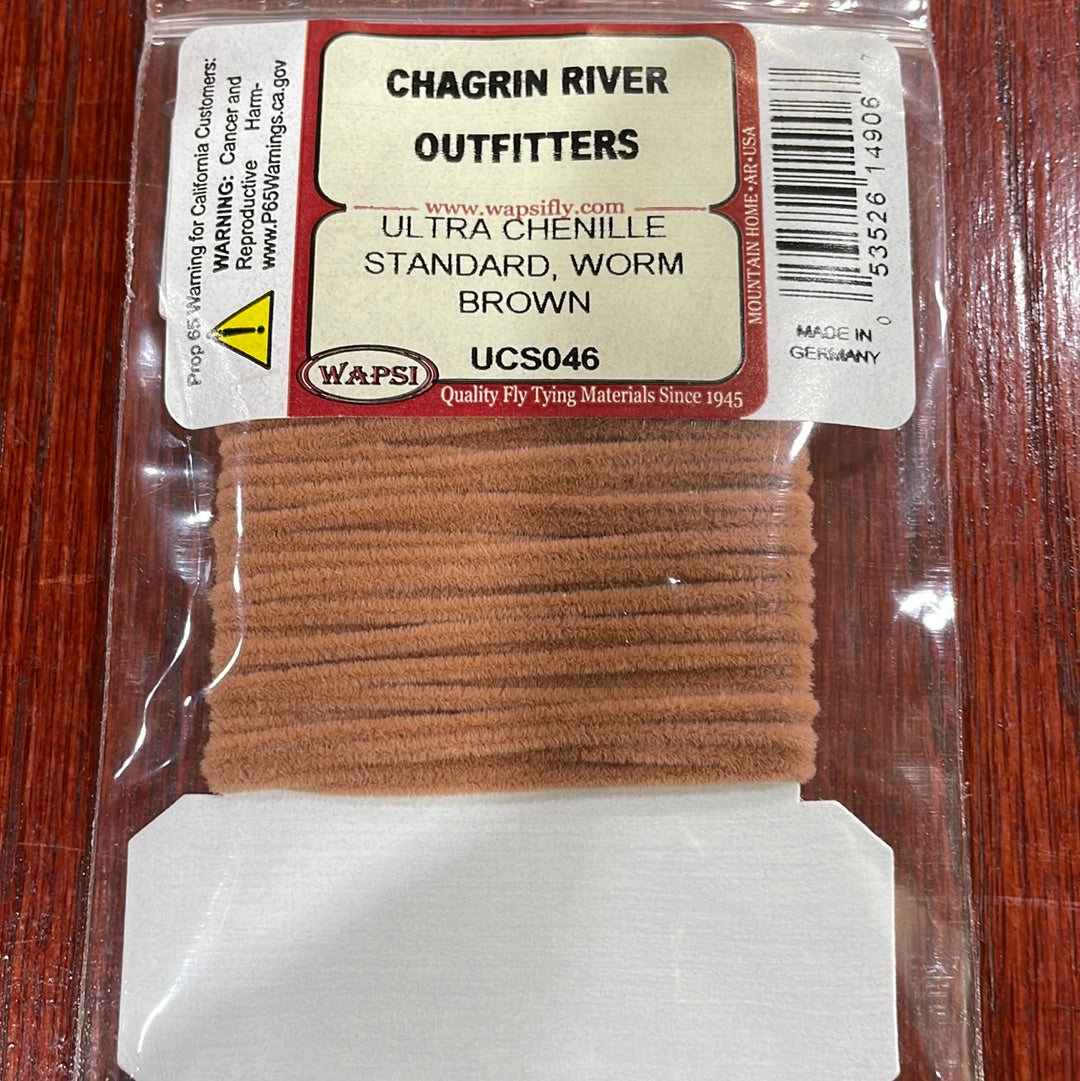 Prop 65 Warning for California Customers:
WARNING: Cancer and
Reproductive Harm-
www.P65Warnings.ca.gov
CHAGRIN RIVER
OUTFITTERS
www.wapsifly.com
ULTRA CHENILLE
STANDARD, WORM
BROWN
UCS046
WAPSI
Quality Fly Tying Materials Since 1945
MOUNTAIN HOME•AR•USA
0 53526 14906 7
MADE IN
GERMANY